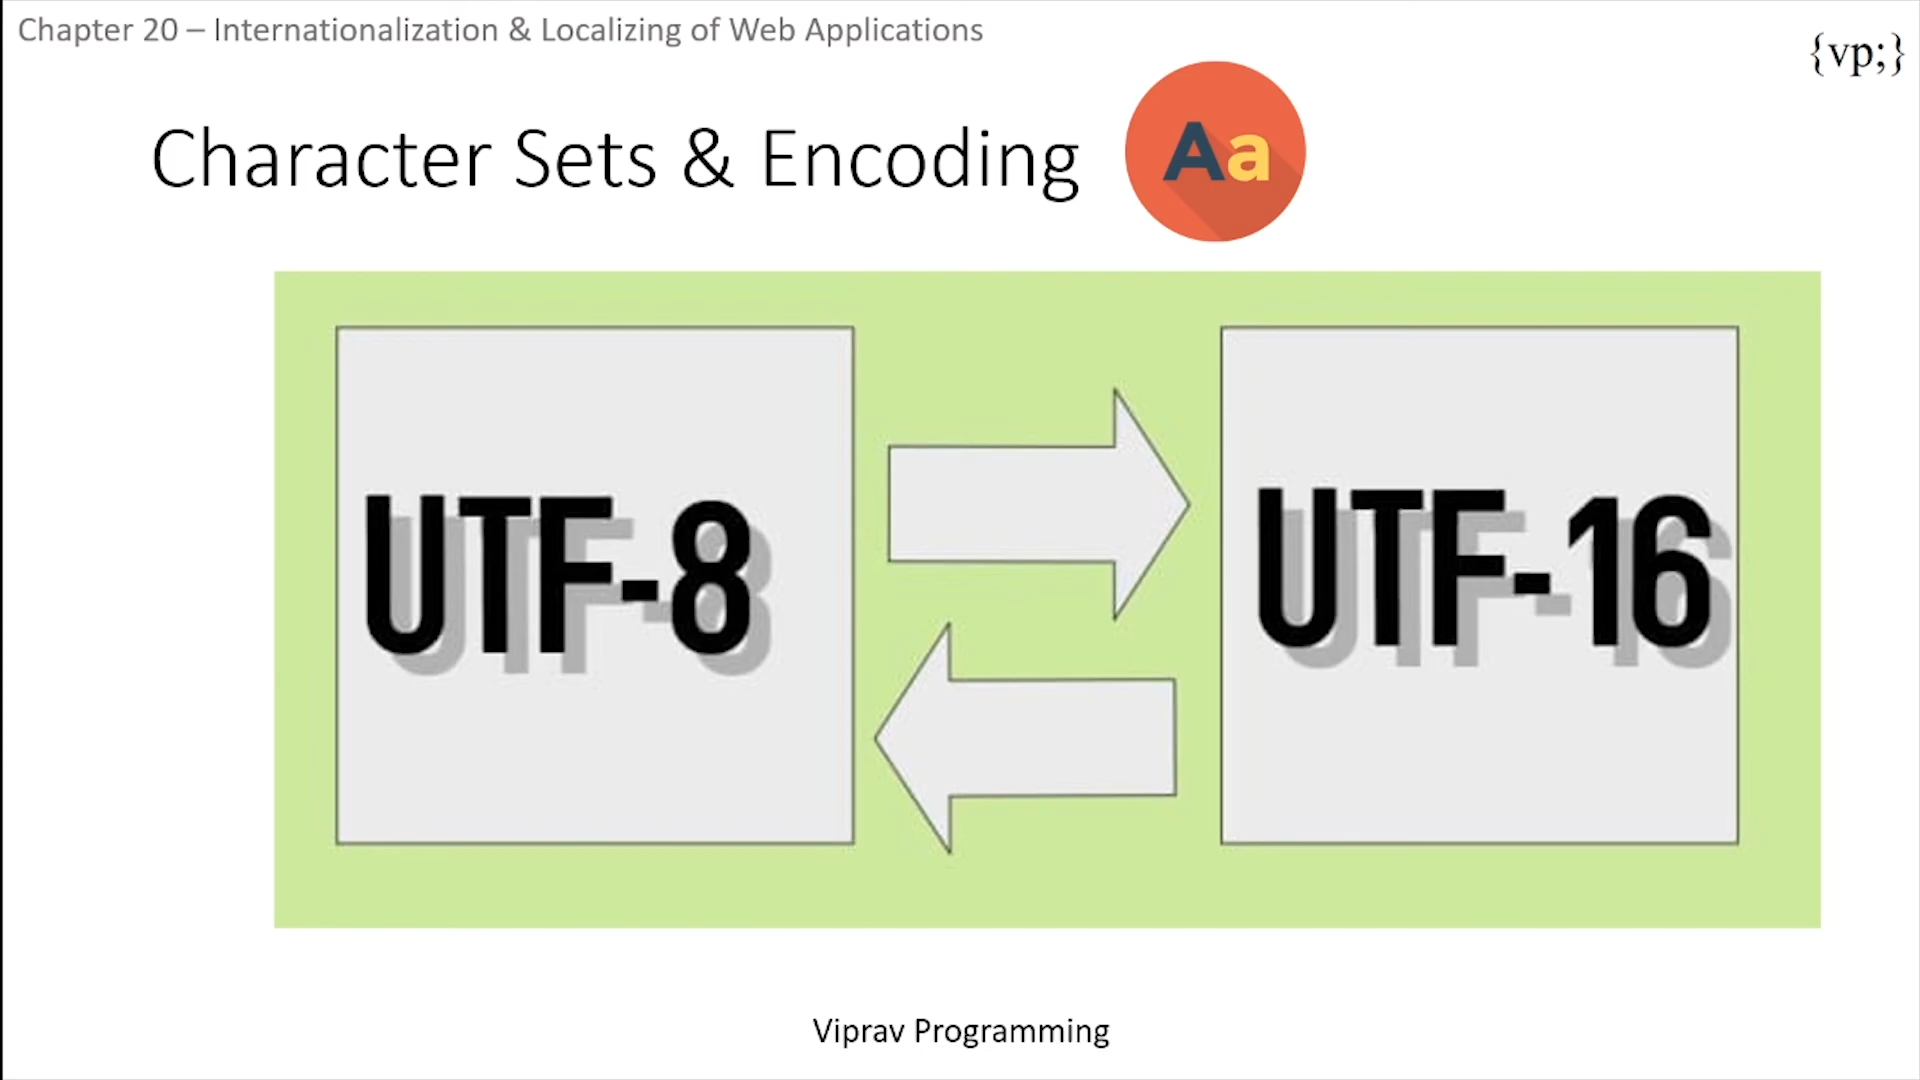 Chapter 20 – Internationalization & Localizing of Web Applications
{vp;}
Character Sets & Encoding
Aa
UTF-8
UTF-16
Viprav Programming